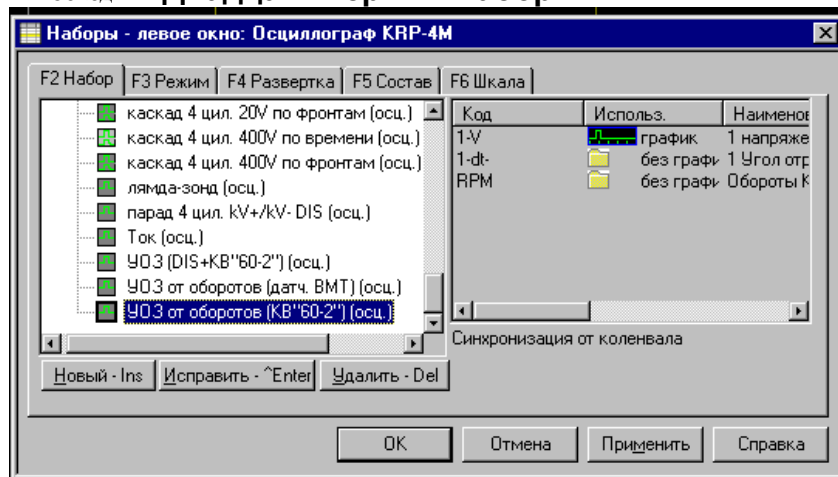 Наборы - левое окно: Осциллограф KRP-4M
F2 Набор F3 Режим F4 Развертка F5 Состав F6 Шкала
каскад 4 цил. 20V по фронтам (осц.)
каскад 4 цил. 400V по времени (осц.)
каскад 4 цил. 400V по фронтам (осц.)
лямда-зонд (осц.)
парад 4 цил. kV+/kV- DIS (осц.)
Ток (осц.)
УОЗ (DIS+КВ"60-2") (осц.)
УОЗ от оборотов (датч. ВМТ) (осц.)
УОЗ от оборотов (КВ"60-2") (осц.)
Код Использ. Наименов
1-V график 1 напряже
1-dt- без графи 1 Угол отр
RPM без графи Обороты К
Синхронизация от коленвала
Новый - Ins Исправить - ^Enter Удалить - Del
OK Отмена Применить Справка